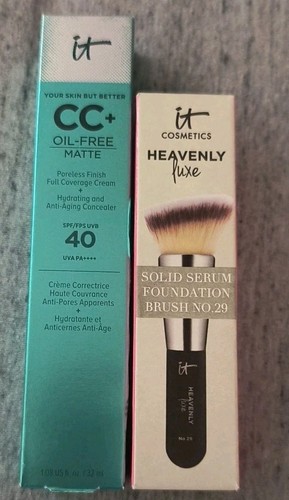 it
YOUR SKIN BUT BETTER
CC+
OIL-FREE
MATTE
Poreless Finish
Full Coverage Cream
+
Hydrating and
Anti-Aging Concealer
SPF/FPS UVB
40
UVA PA++++
Crème Correctrice
Haute Couvrance
Anti-Pores Apparents
+
Hydratante et
Anticernes Anti-Âge
it
COSMETICS
HEAVENLY
luxe
SOLID SERUM
FOUNDATION
BRUSH NO.29
it
HEAVENLY
luxe
No. 29